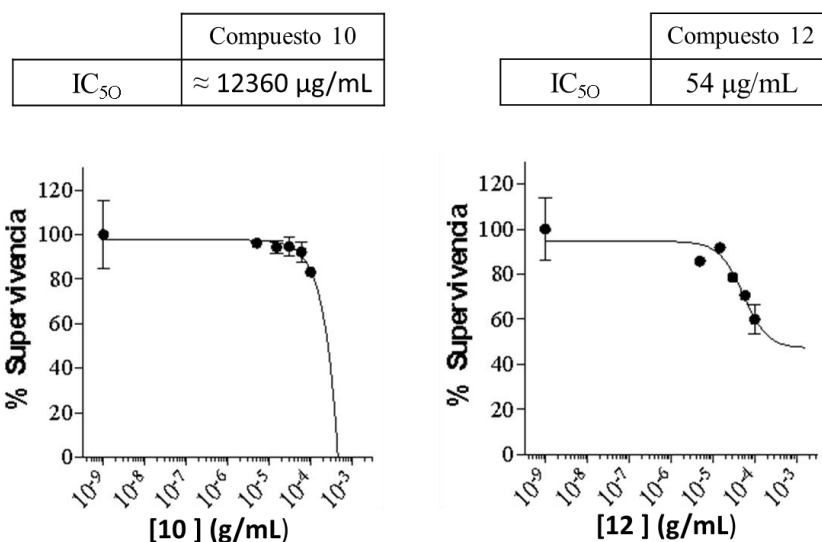 Compuesto 10
IC50 ≈ 12360 μg/mL
Compuesto 12
IC50 54 μg/mL
% Supervivencia
120
100
80
60
40
20
0
10-9 10-8 10-7 10-6 10-5 10-4 10-3
[10 ] (g/mL)
% Supervivencia
120
100
80
60
40
20
0
10-9 10-8 10-7 10-6 10-5 10-4 10-3
[12 ] (g/mL)